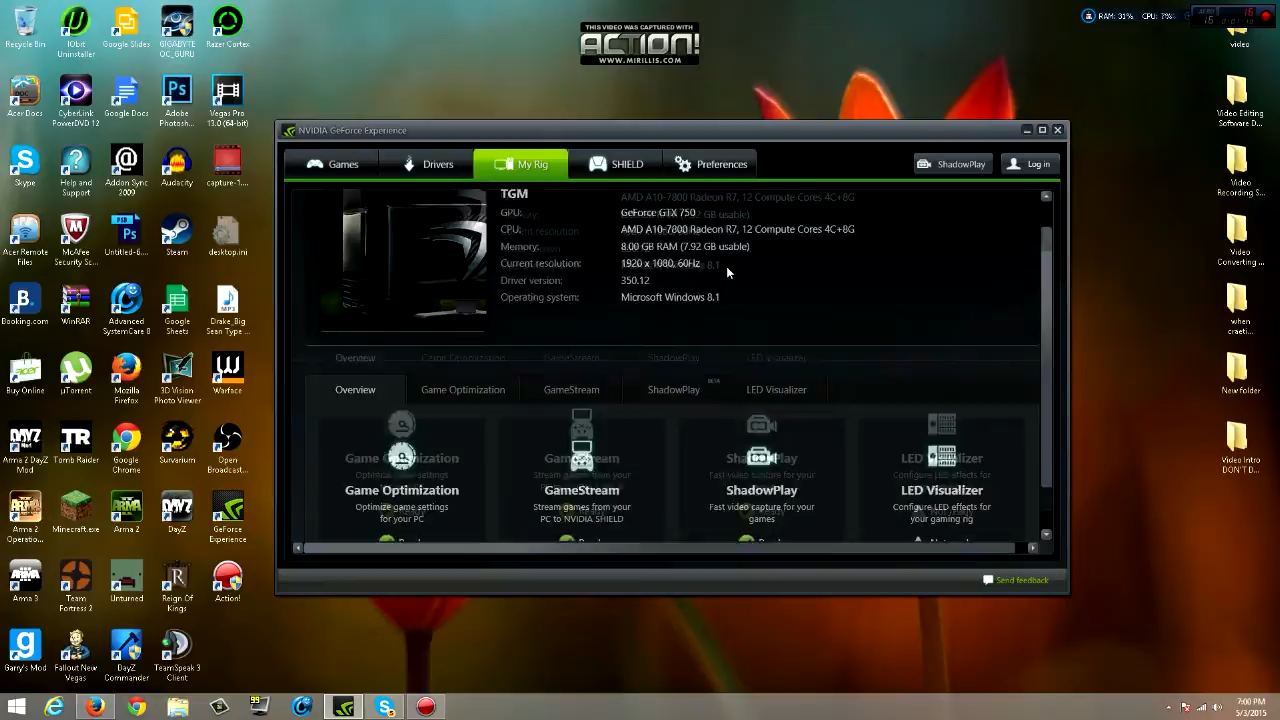 Recycle Bin
IObit Uninstaller
Google Slides
GIGABYTE OC_GURU
Razer Cortex
THIS VIDEO WAS CAPTURED WITH
ACTION!
WWW.MIRILLIS.COM
RAM: 31%
CPU: 7%
video
Acer Docs
CyberLink PowerDVD 12
Google Docs
Adobe Photosh...
Vegas Pro 13.0 (64-bit)
Video Editing Software D...
Skype
Help and Support
Addon Sync 2009
Audacity
capture-1....
Video Recording S...
Acer Remote Files
McAfee Security Sc...
Untitled-6....
Steam
desktop.ini
Video Converting ...
Booking.com
WinRAR
Advanced SystemCare 8
Google Sheets
Drake_Big Sean Type ...
when craeti...
Buy Online
µTorrent
Mozilla Firefox
3D Vision Photo Viewer
Warface
New folder
Arma 2 DayZ Mod
Tomb Raider
Google Chrome
Survarium
Open Broadcast...
Video Intro DON'T D...
Arma 2 Operatio...
Minecraft.exe
Arma 2
DayZ
GeForce Experience
Arma 3
Team Fortress 2
Unturned
Reign Of Kings
Action!
Garry's Mod
Fallout New Vegas
DayZ Commander
TeamSpeak 3 Client
NVIDIA GeForce Experience
Games
Drivers
My Rig
SHIELD
Preferences
ShadowPlay
Log in
TGM
GPU: GeForce GTX 750
CPU: AMD A10-7800 Radeon R7, 12 Compute Cores 4C+8G
Memory: 8.00 GB RAM (7.92 GB usable)
Current resolution: 1920 x 1080, 60Hz
Driver version: 350.12
Operating system: Microsoft Windows 8.1
Overview
Game Optimization
GameStream
ShadowPlay BETA
LED Visualizer
Game Optimization
Optimize game settings
for your PC
GameStream
Stream games from your
PC to NVIDIA SHIELD
ShadowPlay
Fast video capture for your
games
LED Visualizer
Configure LED effects for
your gaming rig
Send feedback
7:00 PM
5/3/2015